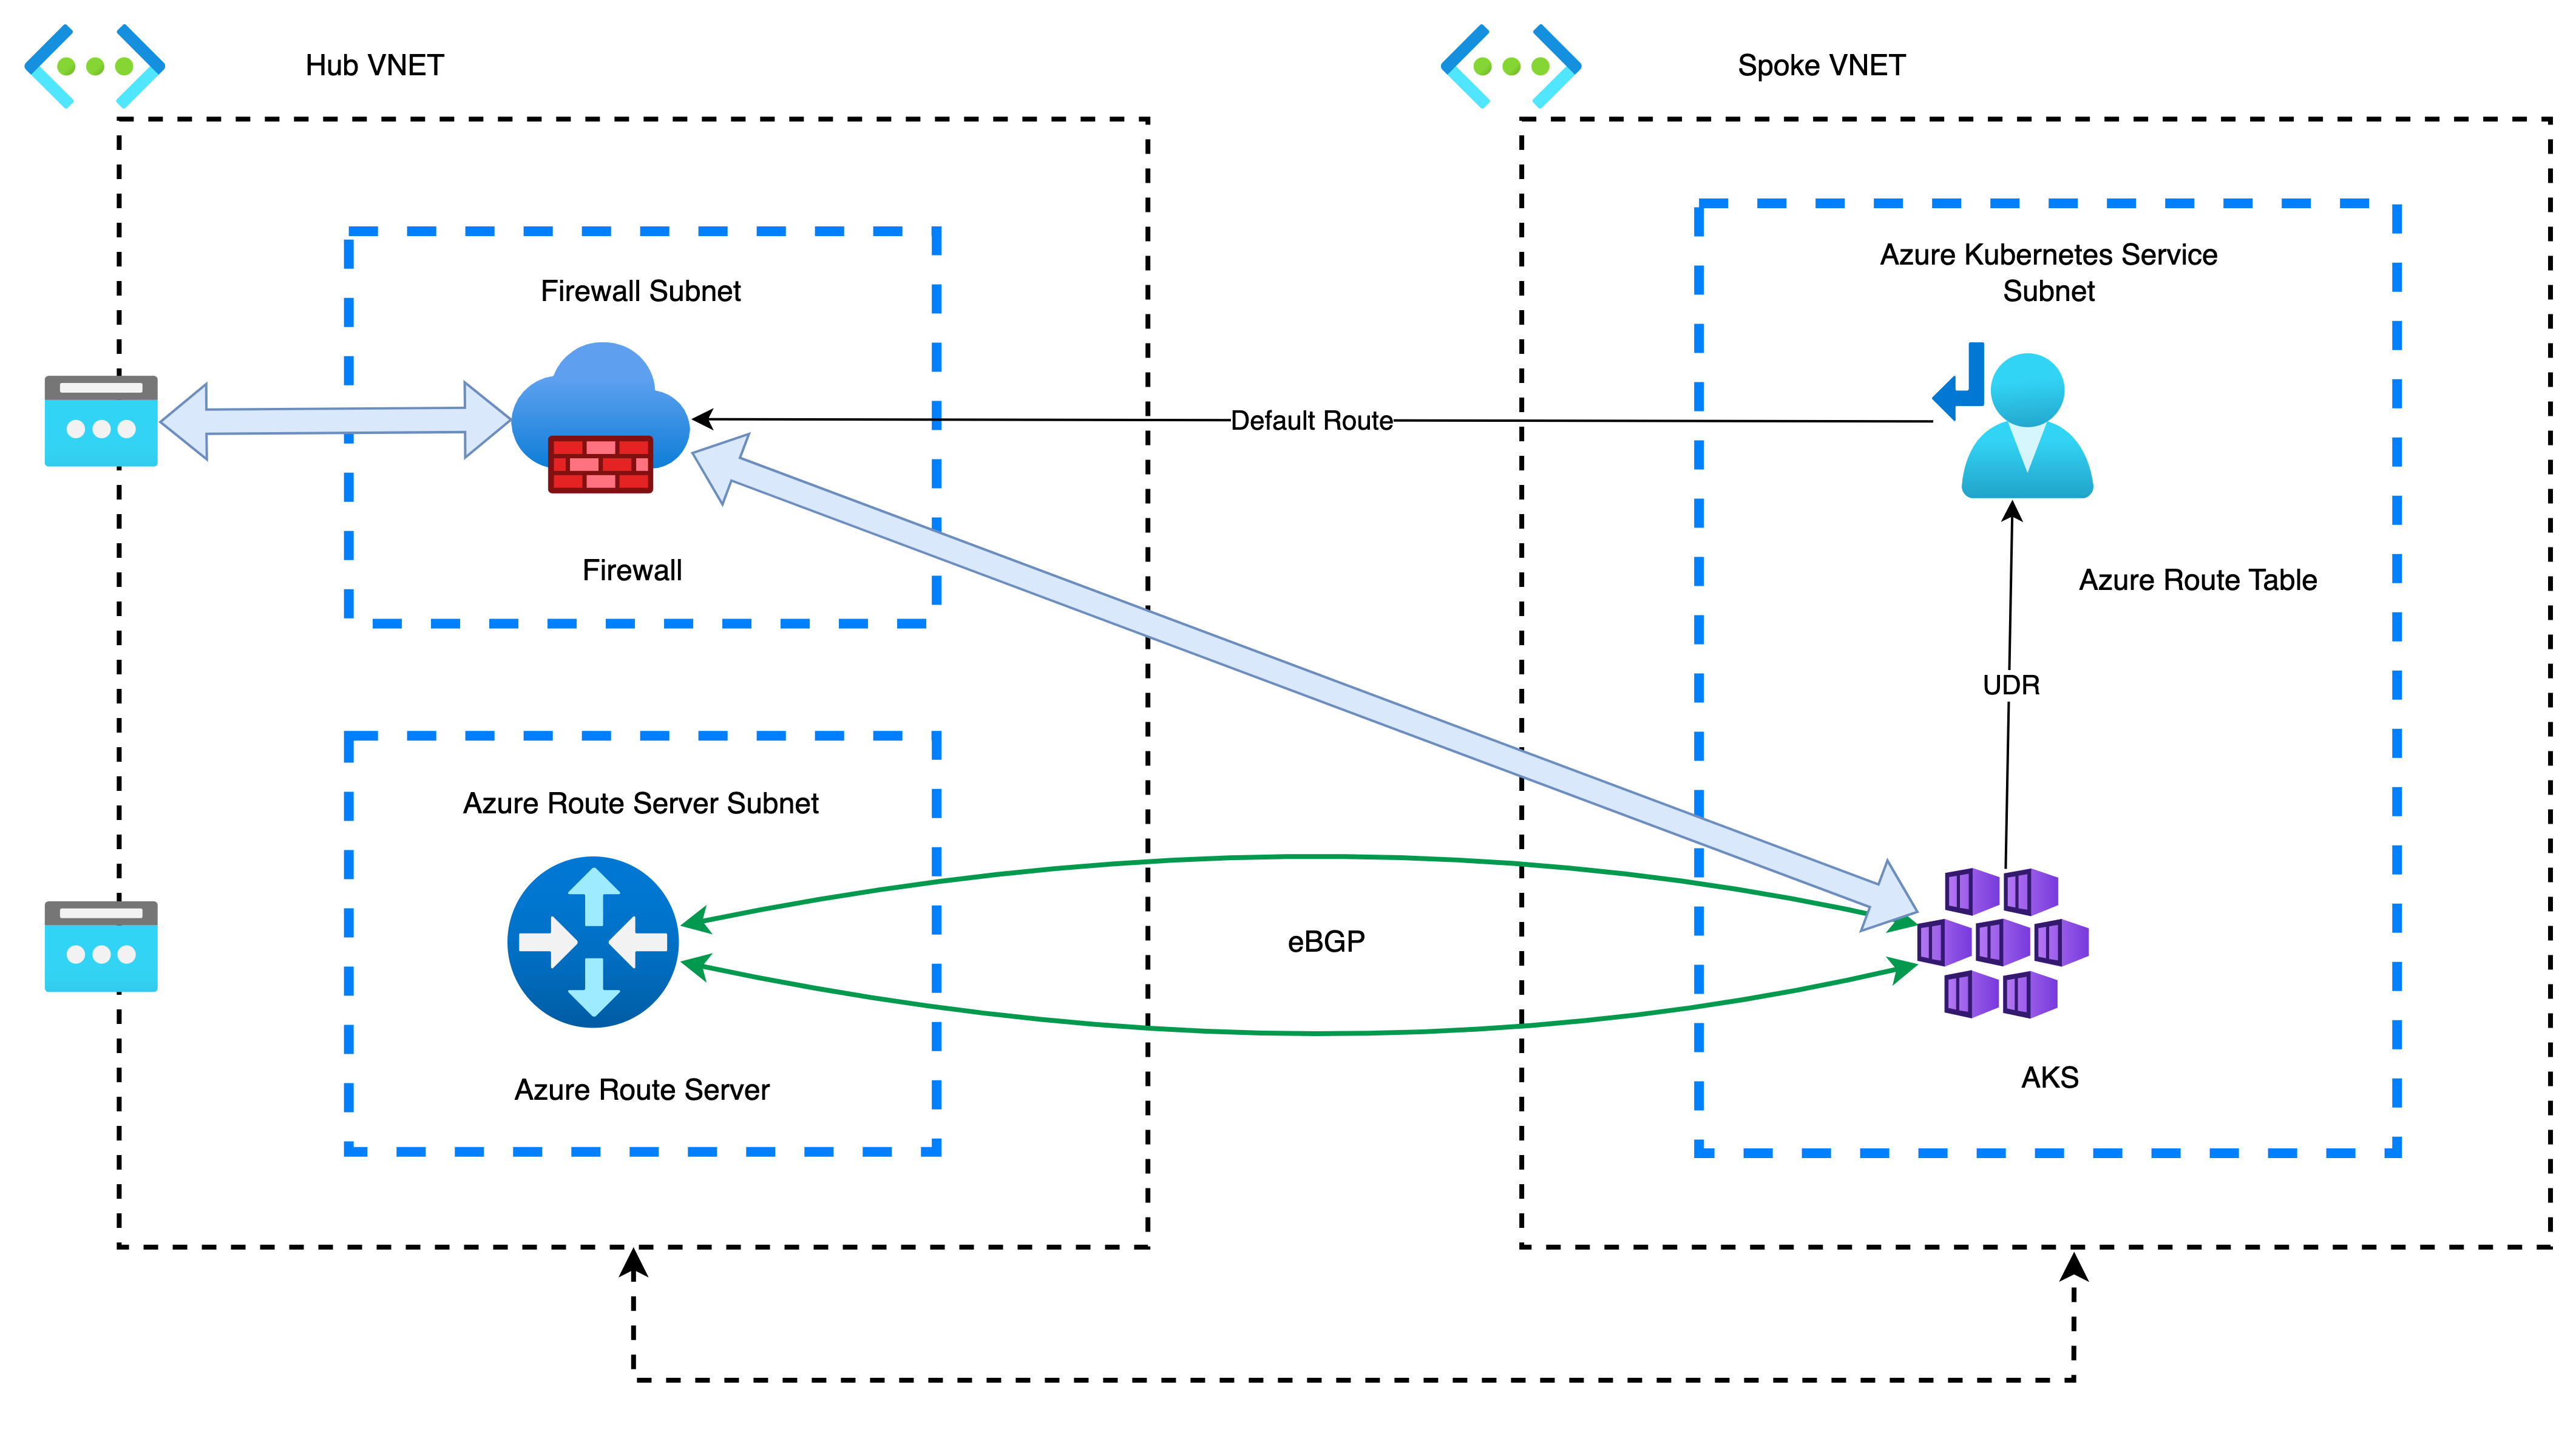 Hub VNET
Spoke VNET
Firewall Subnet
Firewall
Default Route
Azure Kubernetes Service
Subnet
Azure Route Table
UDR
Azure Route Server Subnet
Azure Route Server
eBGP
AKS